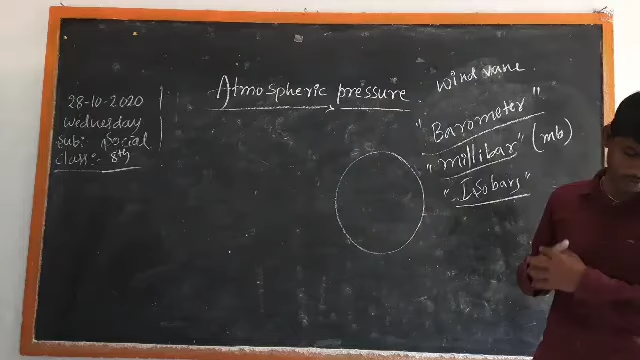 28-10-2020
Wednesday
Sub: Social
Class:- 8th
Atmospheric pressure
wind vane
"Barometer"
"millibar" (mb)
"Isobars"